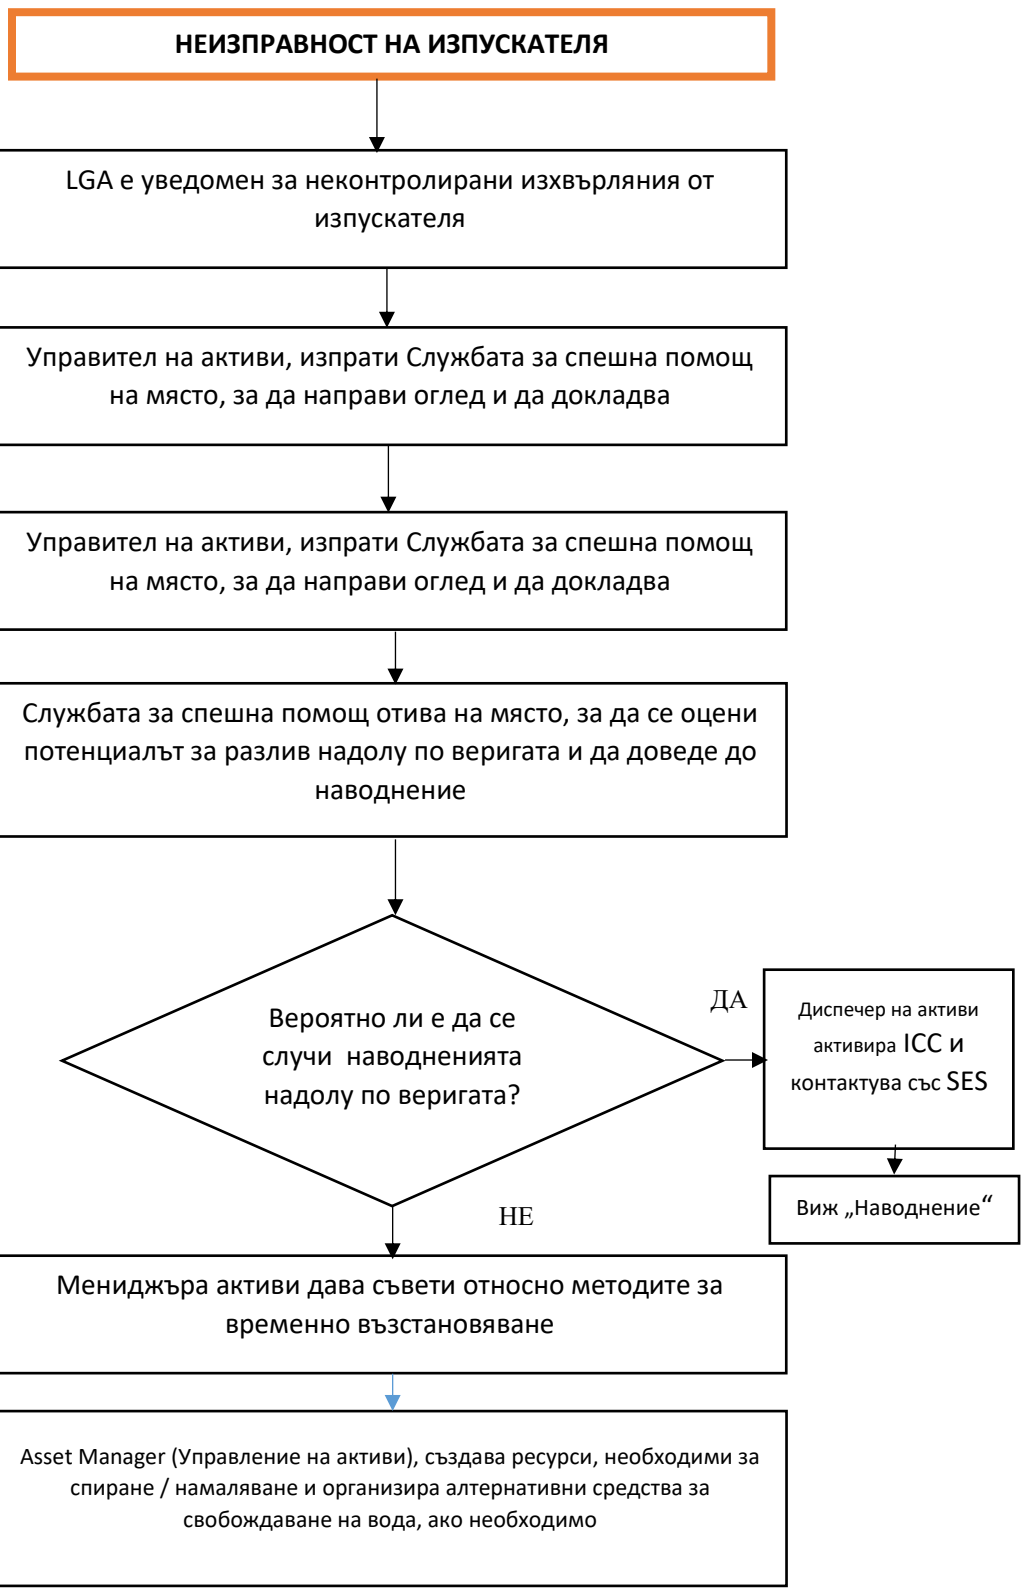 НЕИЗПРАВНОСТ НА ИЗПУСКАТЕЛЯ
LGA е уведомен за неконтролирани изхвърляния от
изпускателя
Управител на активи, изпрати Службата за спешна помощ
на място, за да направи оглед и да докладва
Управител на активи, изпрати Службата за спешна помощ
на място, за да направи оглед и да докладва
Службата за спешна помощ отива на място, за да се оцени
потенциалът за разлив надолу по веригата и да доведе до
наводнение
Вероятно ли е да се
случи наводненията
надолу по веригата?
ДА
Диспечер на активи
активира ICC и
контактува със SES
Виж „Наводнение“
НЕ
Мениджъра активи дава съвети относно методите за
временно възстановяване
Asset Manager (Управление на активи), създава ресурси, необходими за
спиране / намаляване и организира алтернативни средства за
свобождаване на вода, ако необходимо